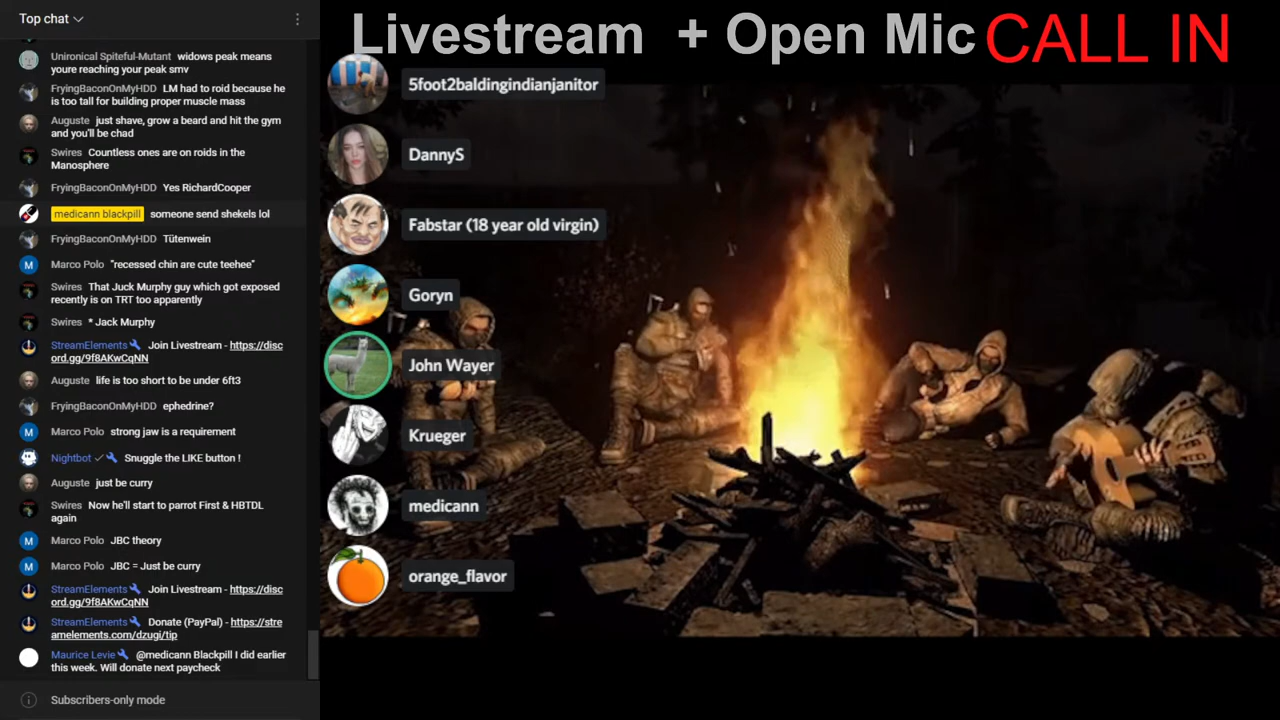 Top chat
Unironical Spiteful-Mutant widows peak means
youre reaching your peak smv
FryingBaconOnMyHDD LM had to roid because he
is too tall for building proper muscle mass
Auguste just shave, grow a beard and hit the gym
and you'll be chad
Swires Countless ones are on roids in the
Manosphere
FryingBaconOnMyHDD Yes RichardCooper
medicann blackpill someone send shekels lol
FryingBaconOnMyHDD Tütenwein
Marco Polo "recessed chin are cute teehee"
Swires That Juck Murphy guy which got exposed
recently is on TRT too apparently
Swires * Jack Murphy
StreamElements Join Livestream - https://disc
ord.gg/9f8AKwCqNN
Auguste life is too short to be under 6ft3
FryingBaconOnMyHDD ephedrine?
Marco Polo strong jaw is a requirement
Nightbot Snuggle the LIKE button !
Auguste just be curry
Swires Now he'll start to parrot First & HBTDL
again
Marco Polo JBC theory
Marco Polo JBC = Just be curry
StreamElements Join Livestream - https://disc
ord.gg/9f8AKwCqNN
StreamElements Donate (PayPal) - https://stre
amelements.com/dzugi/tip
Maurice Levie @medicann Blackpill I did earlier
this week. Will donate next paycheck
Subscribers-only mode
Livestream + Open Mic CALL IN
5foot2baldingindianjanitor
DannyS
Fabstar (18 year old virgin)
Goryn
John Wayer
Krueger
medicann
orange_flavor